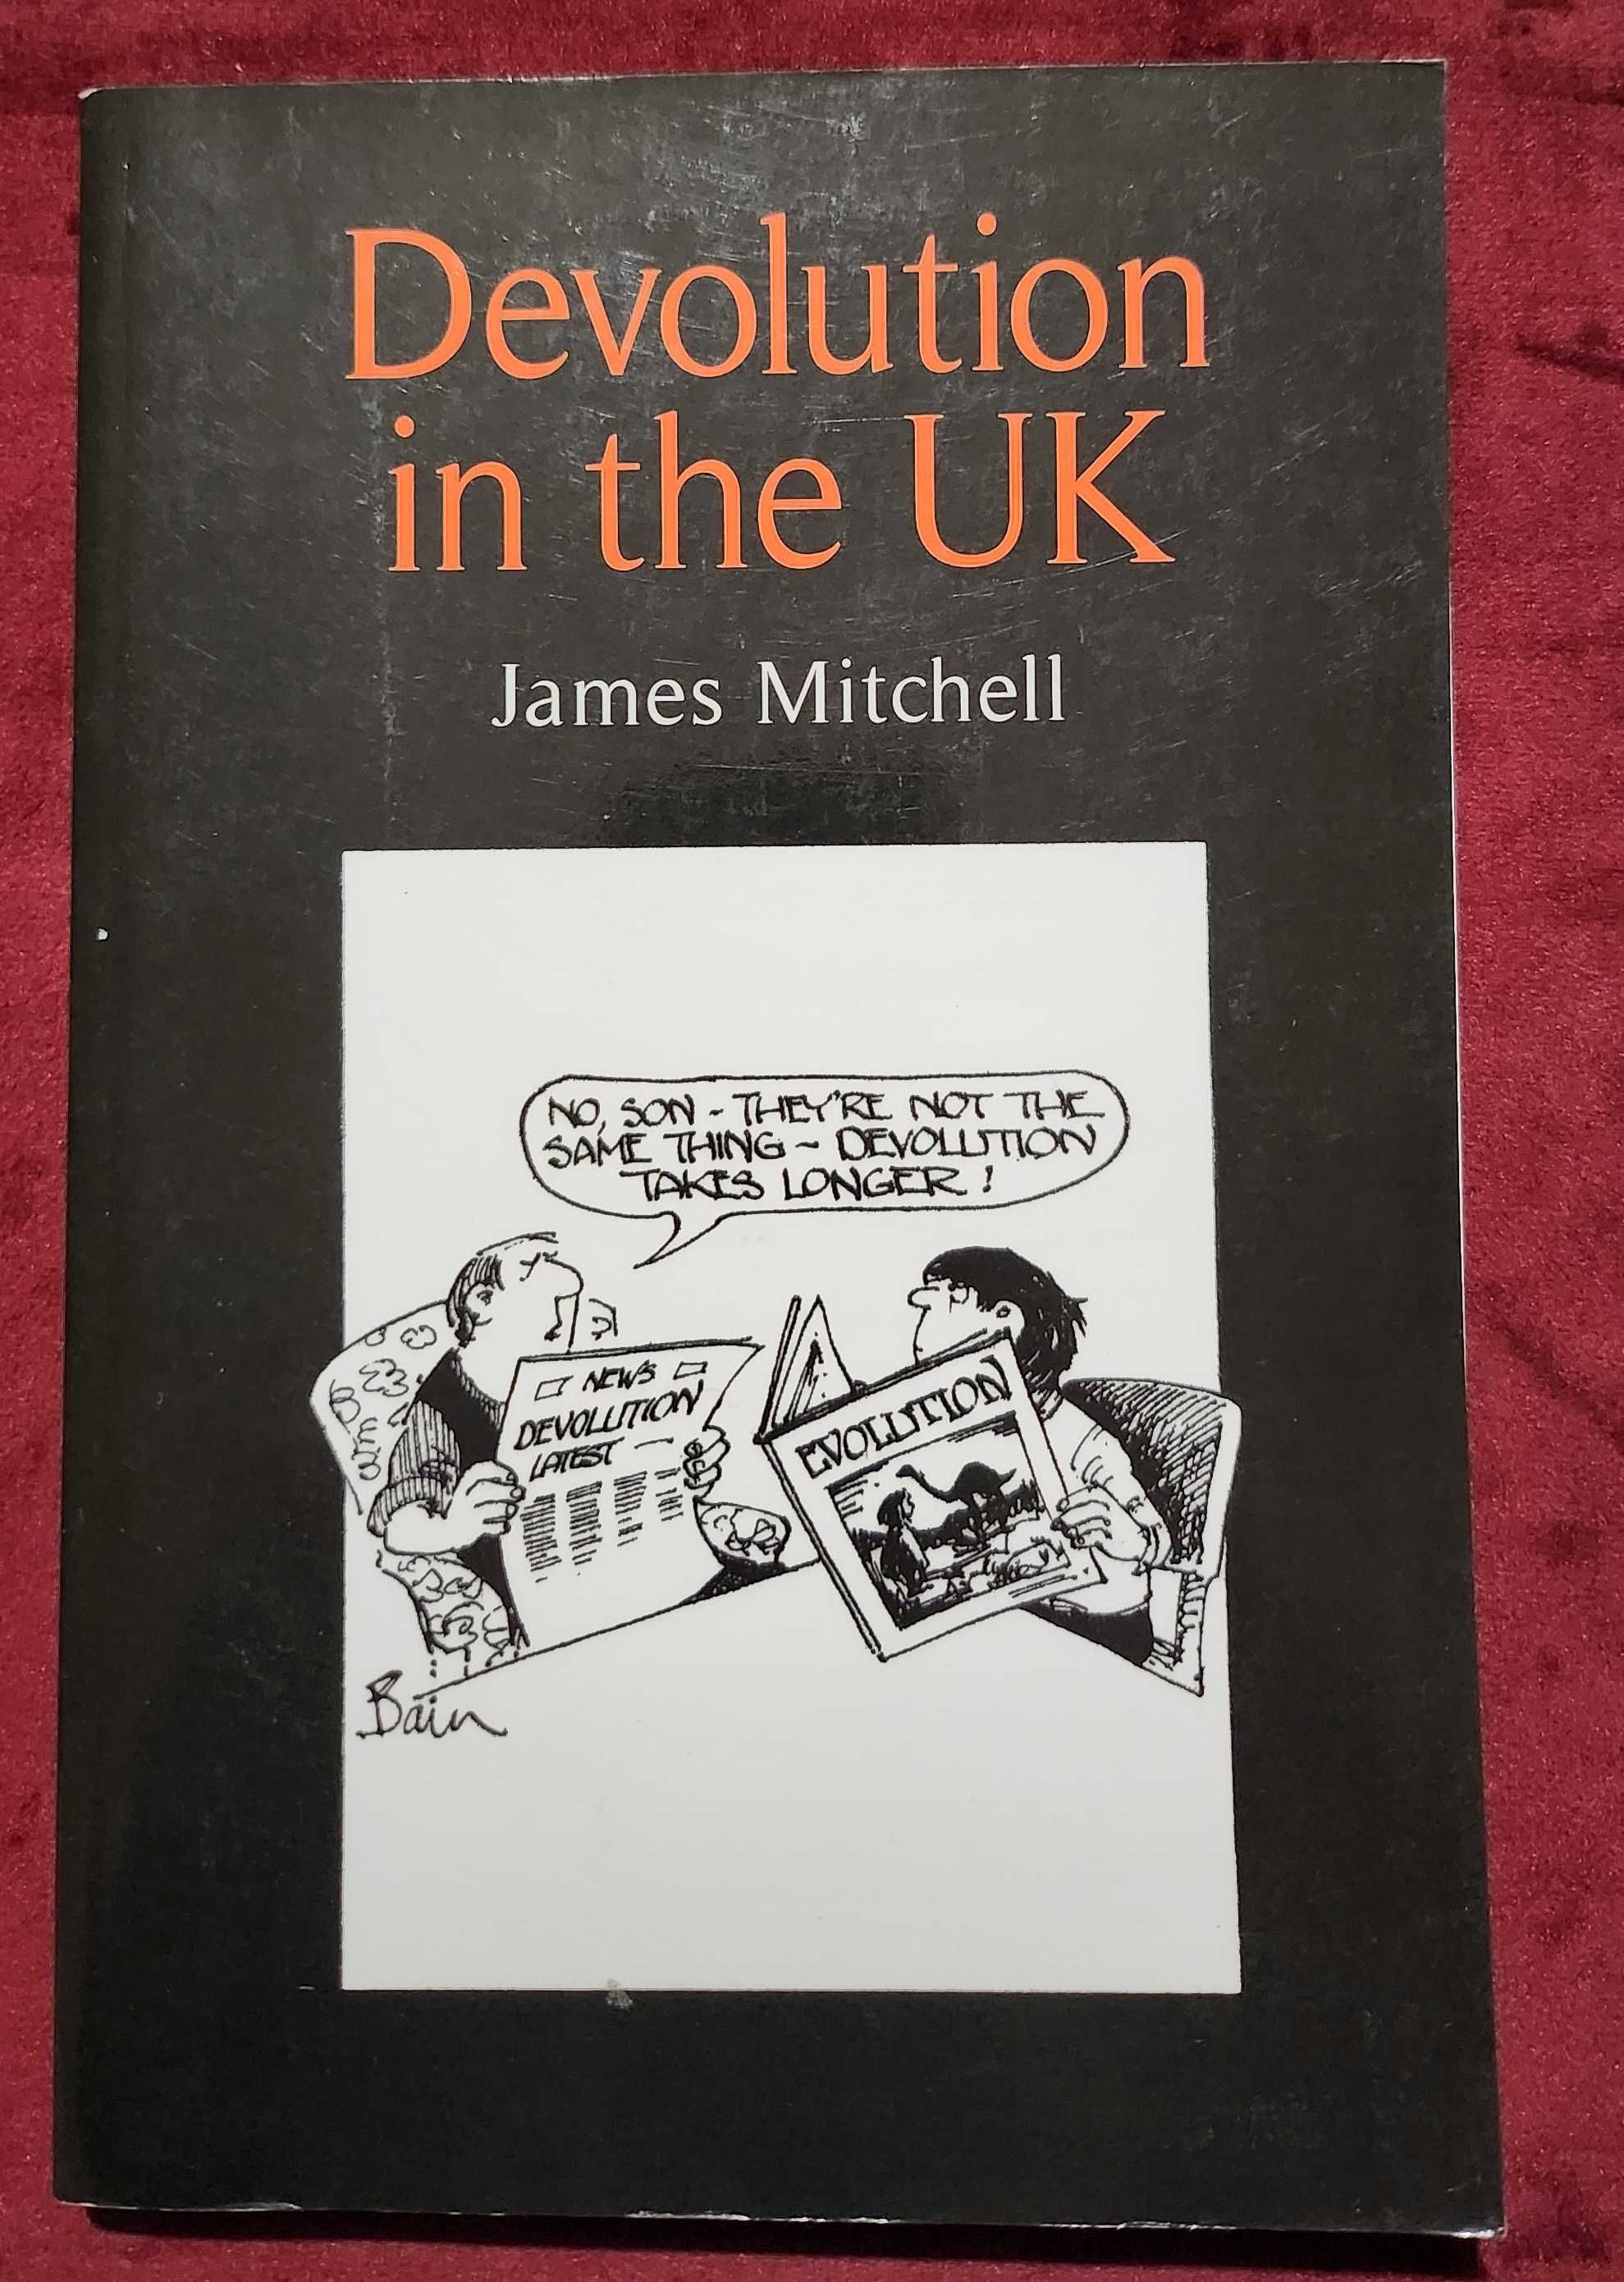 Devolution
in the UK
James Mitchell
NO, SON - THEY'RE NOT THE
SAME THING - DEVOLUTION
TAKES LONGER!
NEWS
DEVOLUTION
LATEST
EVOLUTION
Bain